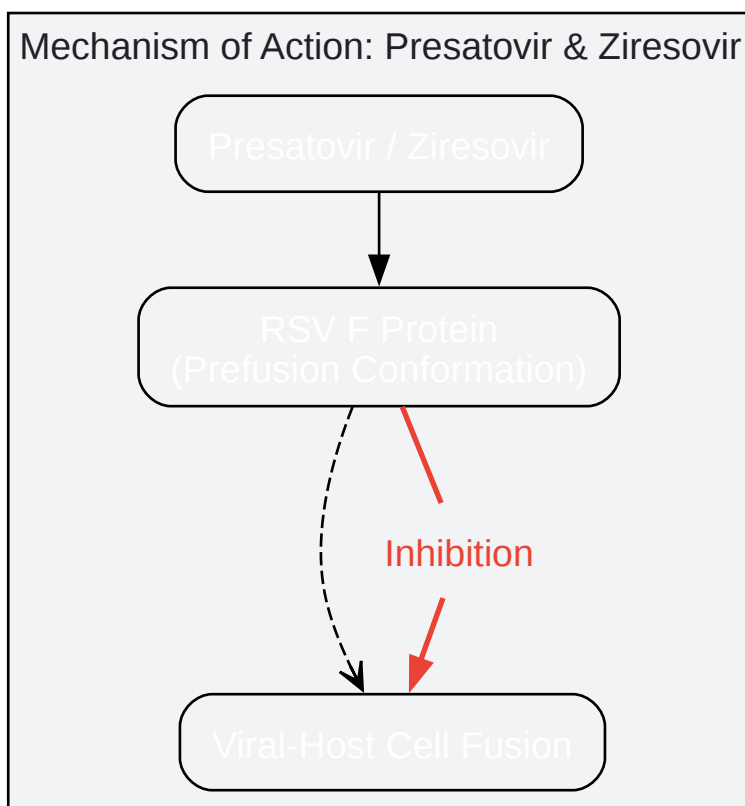 Mechanism of Action: Presatovir & Ziresovir
Presatovir / Ziresovir
RSV F Protein
(Prefusion Conformation)
Inhibition
Viral-Host Cell Fusion